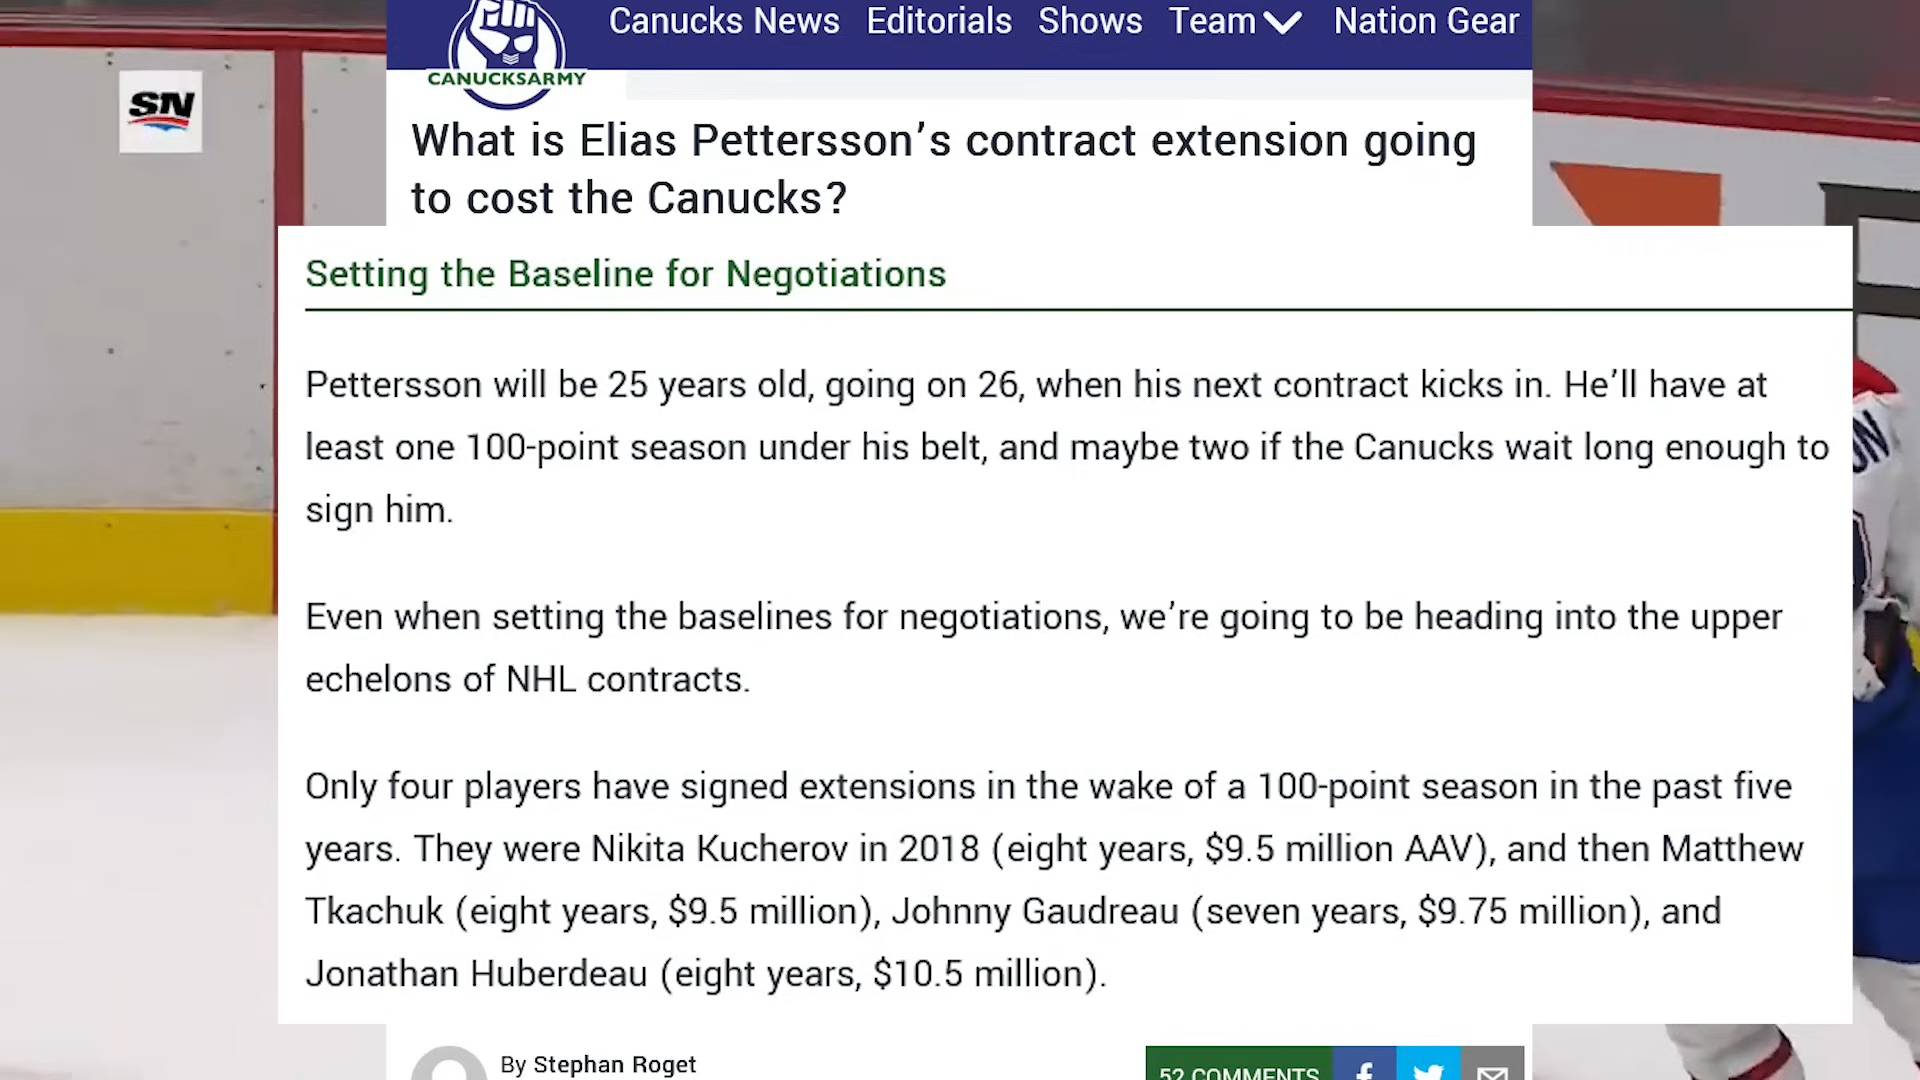 Canucks News Editorials Shows Team Nation Gear
CANUCKSARMY
SN
What is Elias Pettersson’s contract extension going
to cost the Canucks?
Setting the Baseline for Negotiations
Pettersson will be 25 years old, going on 26, when his next contract kicks in. He’ll have at
least one 100-point season under his belt, and maybe two if the Canucks wait long enough to
sign him.
Even when setting the baselines for negotiations, we’re going to be heading into the upper
echelons of NHL contracts.
Only four players have signed extensions in the wake of a 100-point season in the past five
years. They were Nikita Kucherov in 2018 (eight years, $9.5 million AAV), and then Matthew
Tkachuk (eight years, $9.5 million), Johnny Gaudreau (seven years, $9.75 million), and
Jonathan Huberdeau (eight years, $10.5 million).
By Stephan Roget
52 COMMENTS